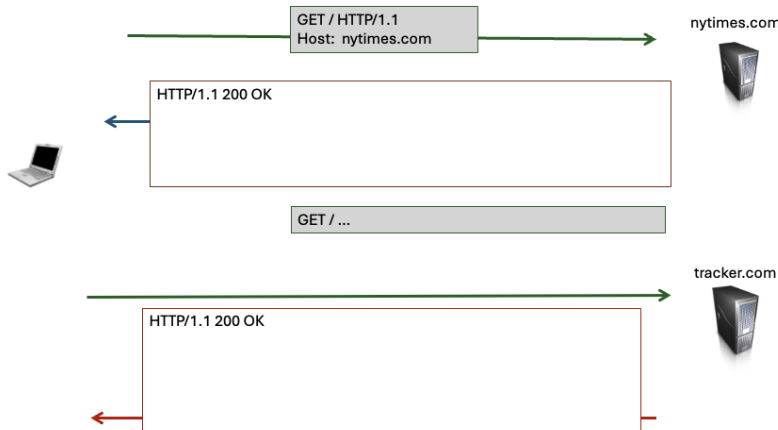 GET / HTTP/1.1
Host: nytimes.com
nytimes.com
HTTP/1.1 200 OK
GET / ...
tracker.com
HTTP/1.1 200 OK